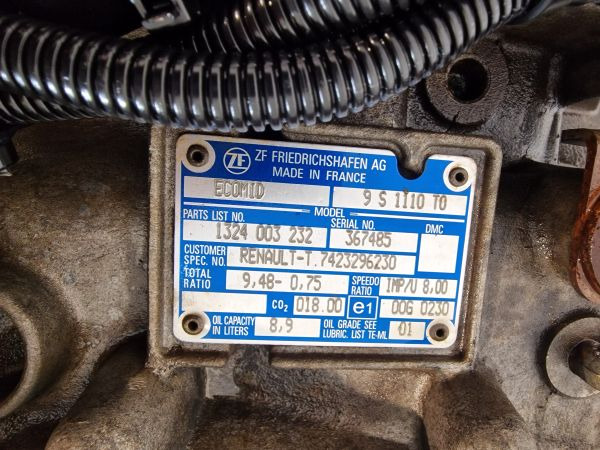 ZF ZF FRIEDRICHSHAFEN AG
MADE IN FRANCE
ECOMID 9 S 1110 TO
MODEL
PARTS LIST NO. SERIAL NO. DMC
1324 003 232 367485
CUSTOMER SPEC. NO. RENAULT-T.7423296230
TOTAL RATIO 9,48- 0,75 SPEEDO RATIO IMP/U 8,00
CO2 018.00 e1 00G 0230
OIL CAPACITY IN LITERS 8,9 OIL GRADE SEE LUBRIC. LIST TE-ML 01